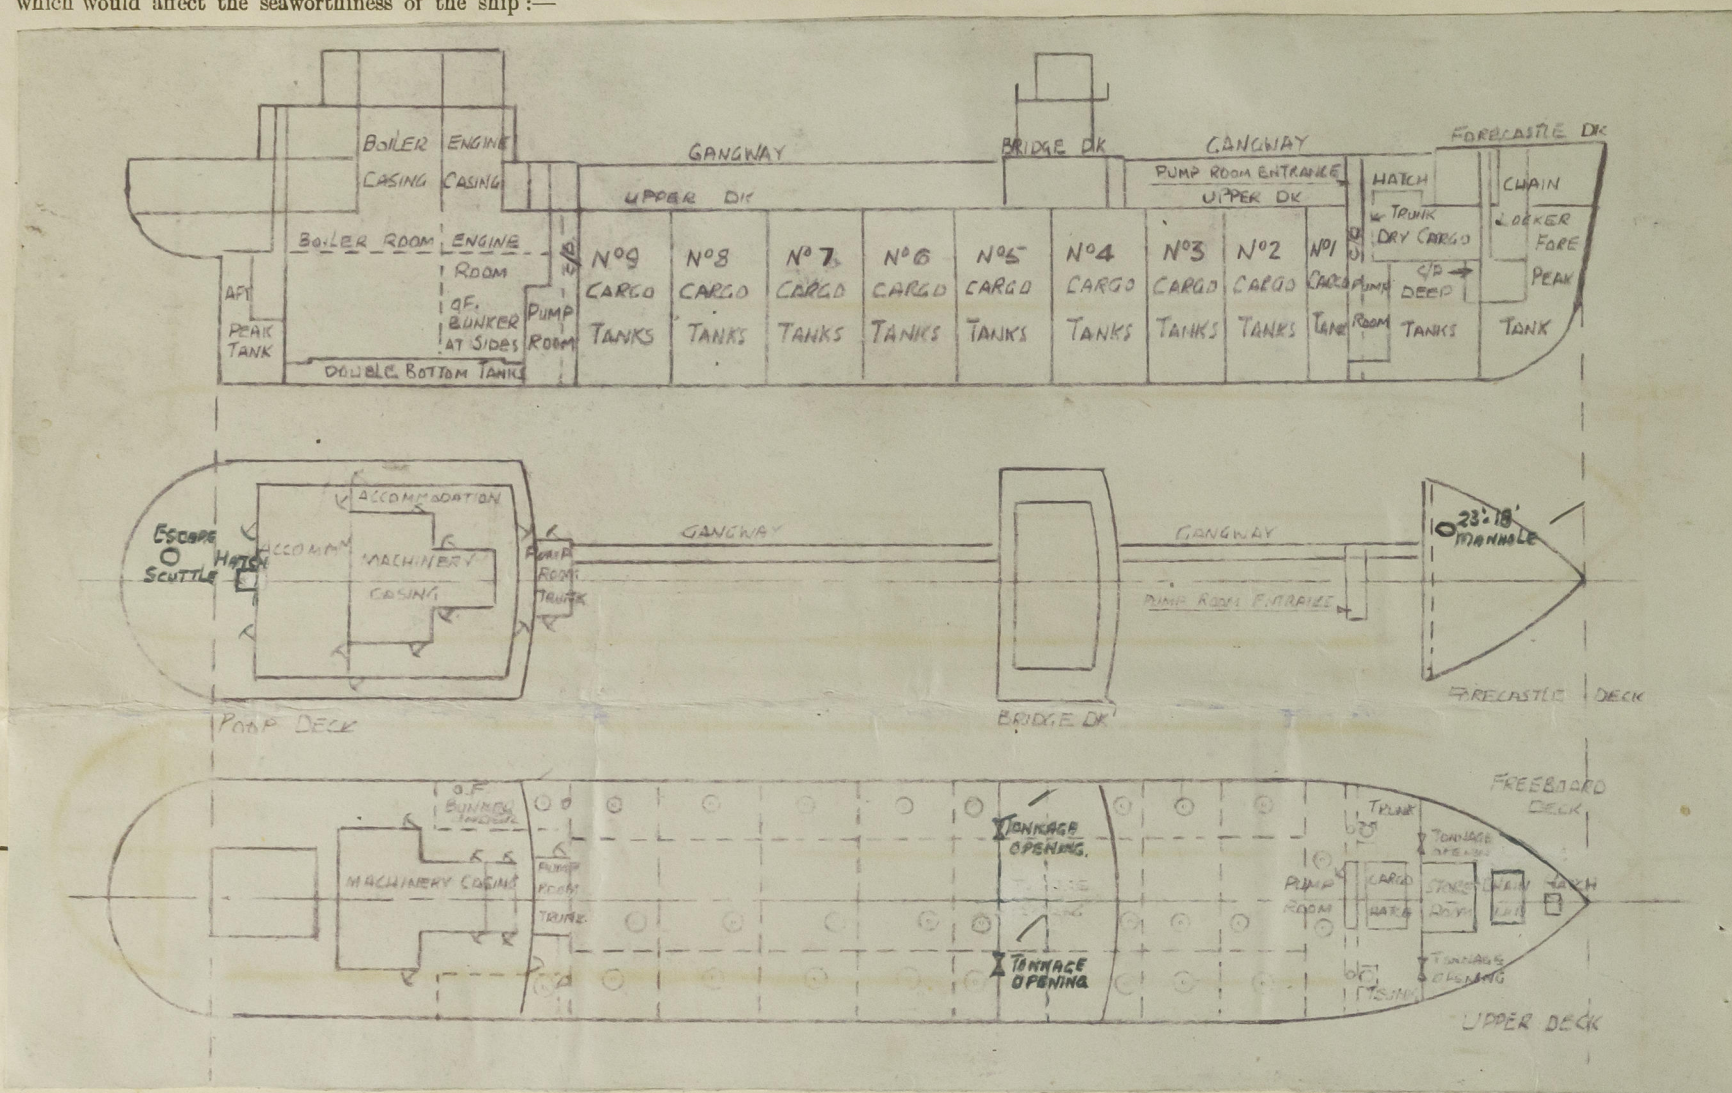 which would affect the seaworthiness of the ship :—
FORECASTLE DK
BOILER CASING
ENGINE CASING
GANGWAY
BRIDGE DK
GANGWAY
PUMP ROOM ENTRANCE
UPPER DK
UPPER DK
HATCH
CHAIN LOCKER
TRUNK
DRY CARGO
C/D
DEEP TANKS
FORE PEAK TANK
BOILER ROOM
ENGINE ROOM
O.F. BUNKER AT SIDES
AFT PEAK TANK
DOUBLE BOTTOM TANKS
PUMP ROOM
C/D
Nº9 CARGO TANKS
Nº8 CARGO TANKS
Nº7 CARGO TANKS
Nº6 CARGO TANKS
Nº5 CARGO TANKS
Nº4 CARGO TANKS
Nº3 CARGO TANKS
Nº2 CARGO TANKS
Nº1 CARGO TANK
C/D
PUMP ROOM
ESCAPE SCUTTLE
HATCH
ACCOMMN
ACCOMMODATION
MACHINERY CASING
PUMP ROOM TRUNK
GANGWAY
GANGWAY
PUMP ROOM ENTRANCE
23"·18"
MANHOLE
POOP DECK
BRIDGE DK
FORECASTLE DECK
FREEBOARD DECK
O.F.
BUNKER
MACHINERY CASING
PUMP ROOM TRUNK
TONNAGE OPENING.
TONNAGE OPENING
PUMP ROOM
TRUNK
CARGO HATCH
TRUNK
TONNAGE OPENING
STORE ROOM
CHAIN
HATCH
TONNAGE OPENING
UPPER DECK